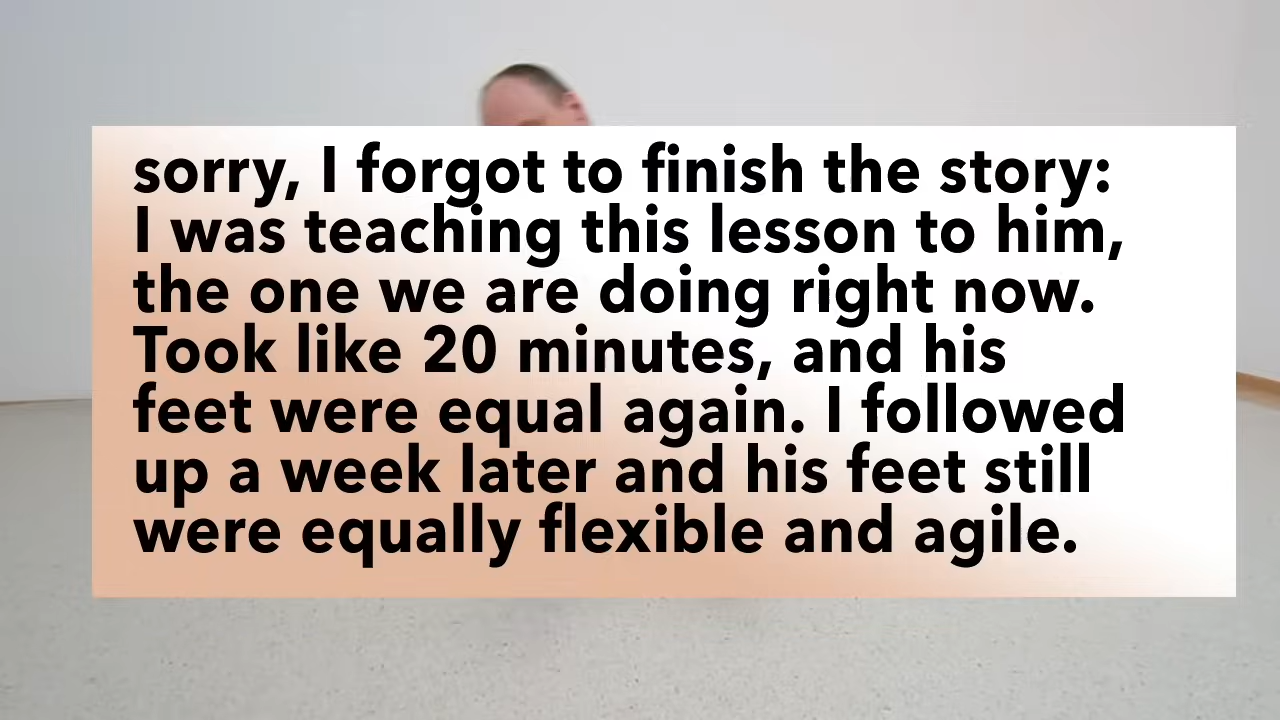 sorry, I forgot to finish the story:
I was teaching this lesson to him,
the one we are doing right now.
Took like 20 minutes, and his
feet were equal again. I followed
up a week later and his feet still
were equally flexible and agile.